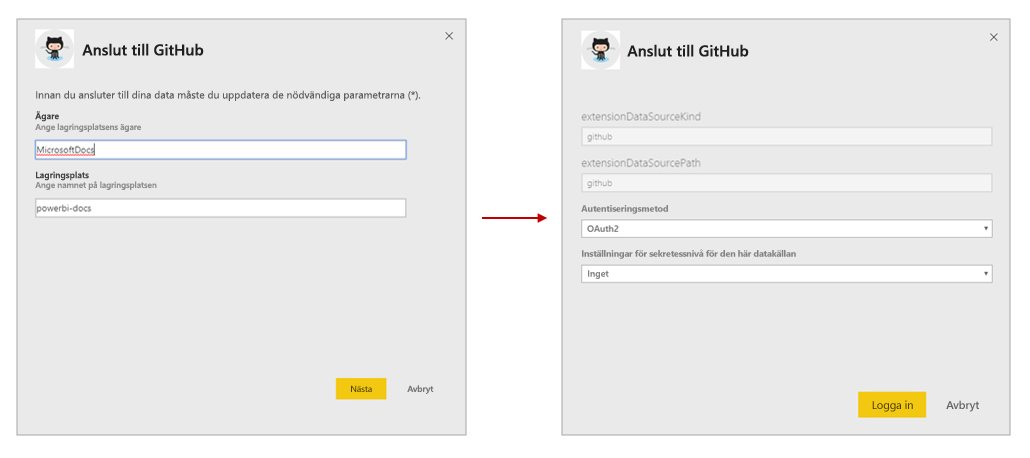 Anslut till GitHub
Innan du ansluter till dina data måste du uppdatera de nödvändiga parametrarna (*).
Ägare
Ange lagringsplatsens ägare
MicrosoftDocs
Lagringsplats
Ange namnet på lagringsplatsen
powerbi-docs
Nästa
Avbryt
Anslut till GitHub
extensionDataSourceKind
github
extensionDataSourcePath
github
Autentiseringsmetod
OAuth2
Inställningar för sekretessnivå för den här datakällan
Inget
Logga in
Avbryt